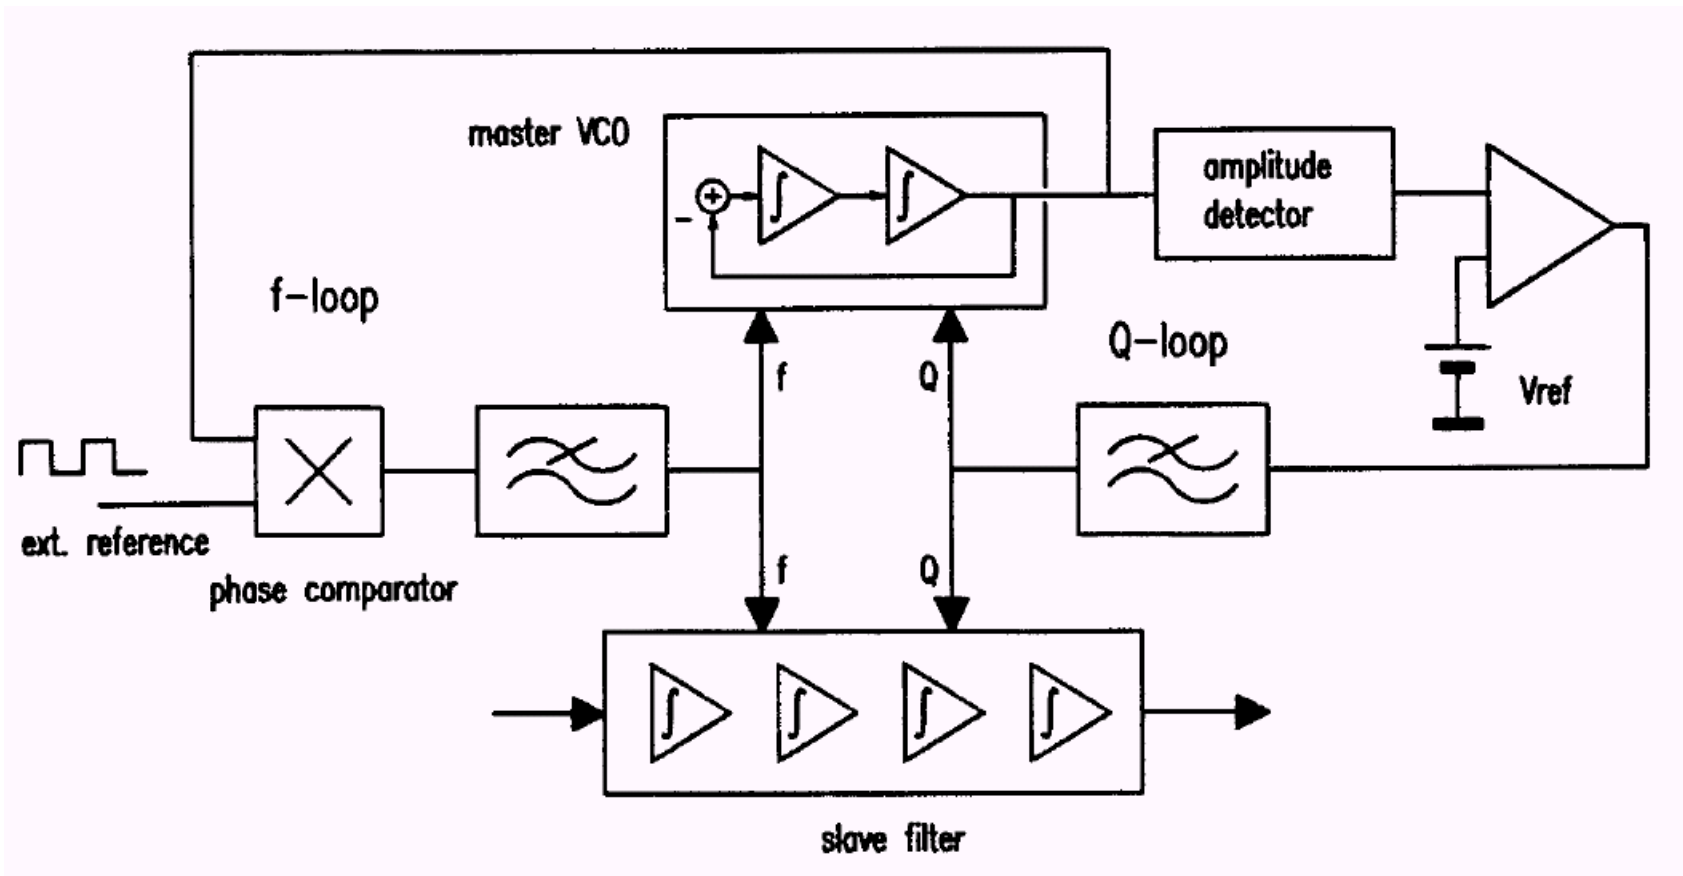 master VCO
amplitude
detector
f-loop
Q-loop
f
Q
Vref
ext. reference
phase comparator
f
Q
slave filter